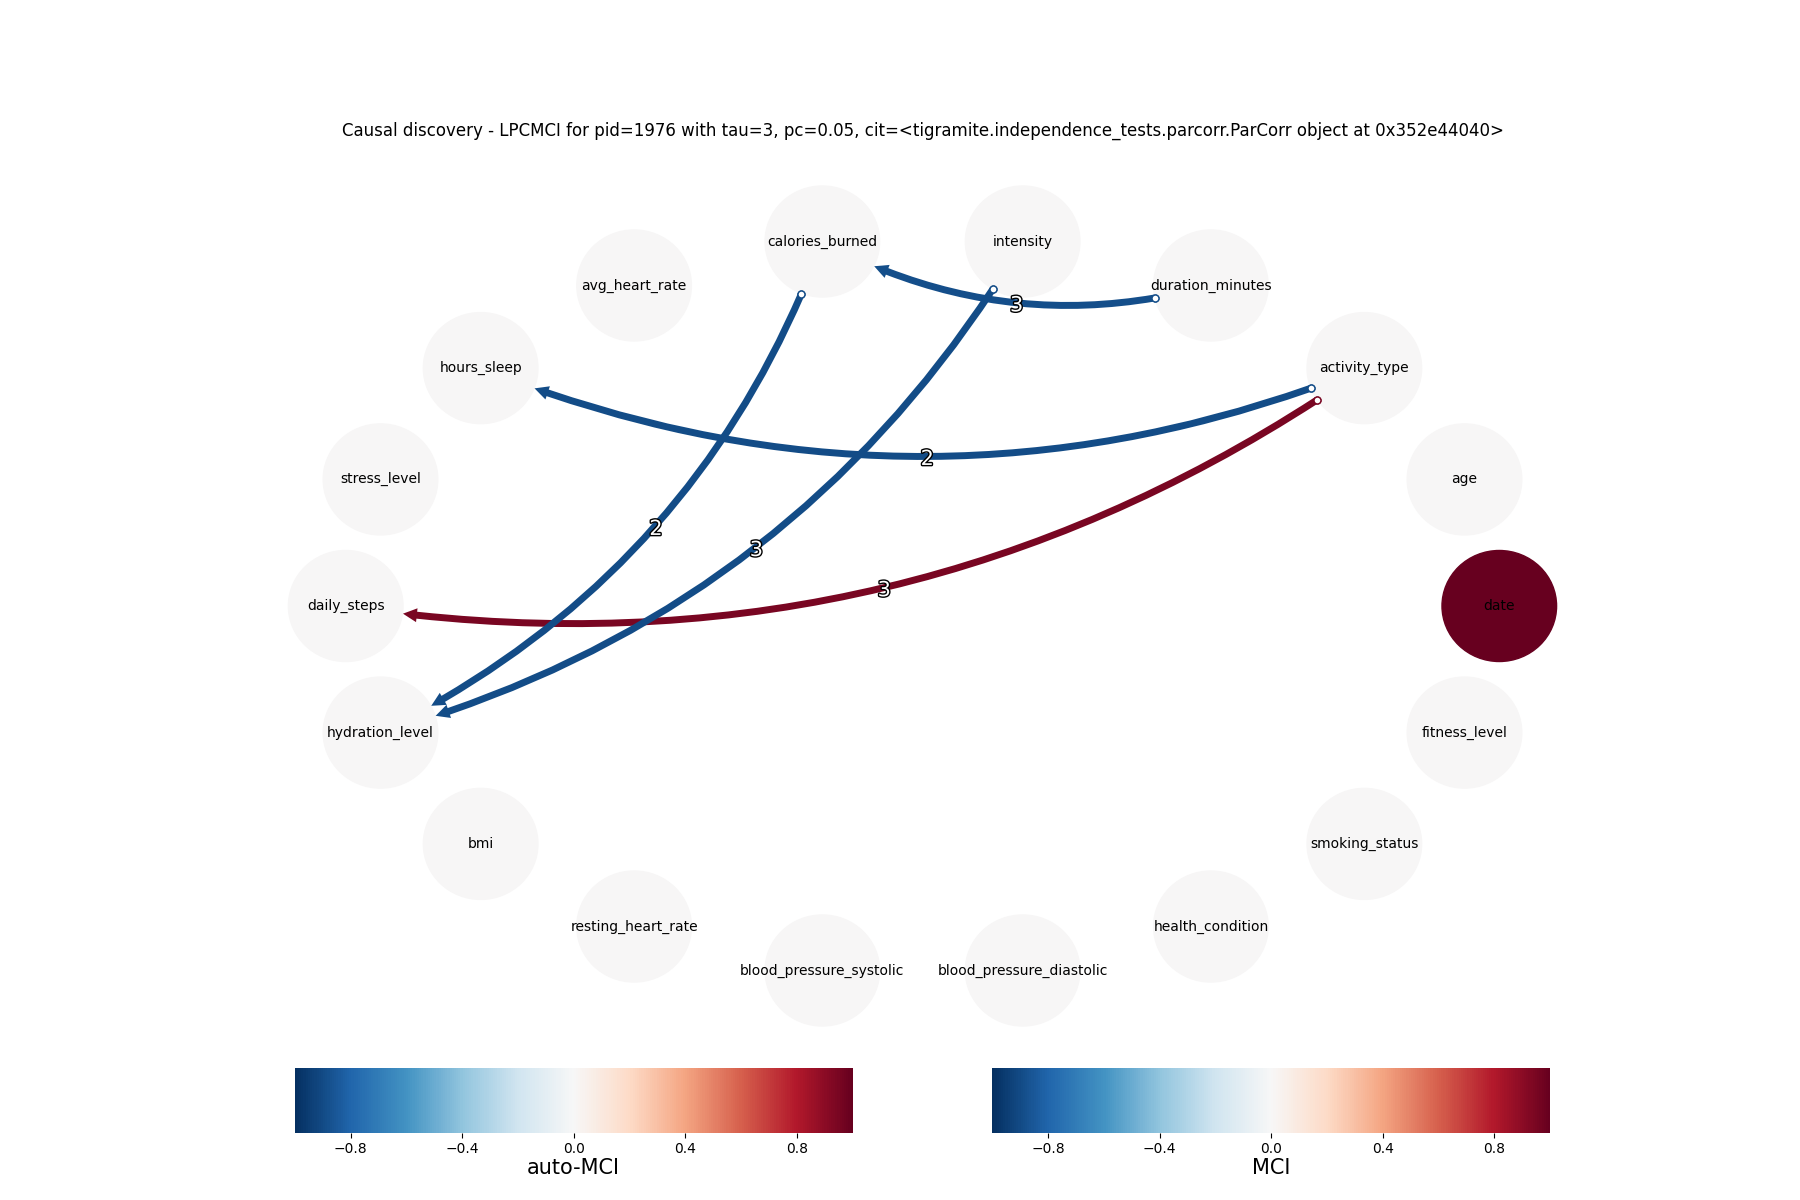 Causal discovery - LPCMCI for pid=1976 with tau=3, pc=0.05, cit=<tigramite.independence_tests.parcorr.ParCorr object at 0x352e44040>
calories_burned
intensity
avg_heart_rate
duration_minutes
3
hours_sleep
activity_type
2
stress_level
age
2
3
3
daily_steps
date
hydration_level
fitness_level
bmi
smoking_status
resting_heart_rate
health_condition
blood_pressure_systolic
blood_pressure_diastolic
−0.8 −0.4 0.0 0.4 0.8
auto-MCI
−0.8 −0.4 0.0 0.4 0.8
MCI